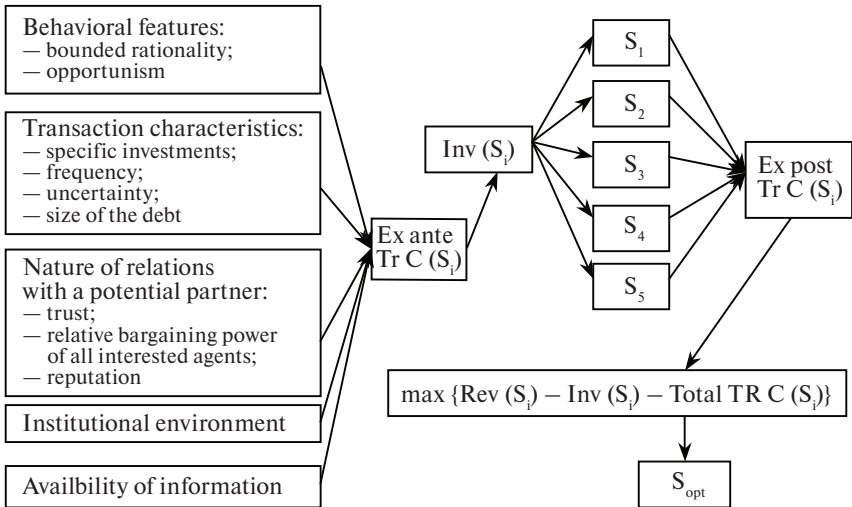 Behavioral features:
— bounded rationality;
— opportunism
Transaction characteristics:
— specific investments;
— frequency;
— uncertainty;
— size of the debt
Nature of relations
with a potential partner:
— trust;
— relative bargaining power
of all interested agents;
— reputation
Institutional environment
Availbility of information
Ex ante
Tr C (Sᵢ)
Inv (Sᵢ)
S₁
S₂
S₃
S₄
S₅
Ex post
Tr C (Sᵢ)
max {Rev (Sᵢ) – Inv (Sᵢ) – Total TR C (Sᵢ)}
Sₒₚₜ